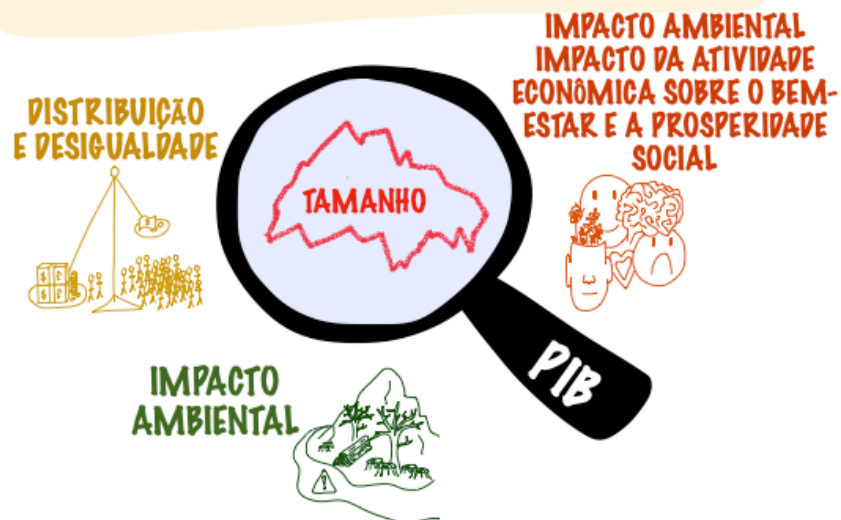 IMPACTO AMBIENTAL
IMPACTO DA ATIVIDADE
ECONÔMICA SOBRE O BEM-
ESTAR E A PROSPERIDADE
SOCIAL
DISTRIBUIÇÃO
E DESIGUALDADE
TAMANHO
$
$
PIB
IMPACTO
AMBIENTAL
!